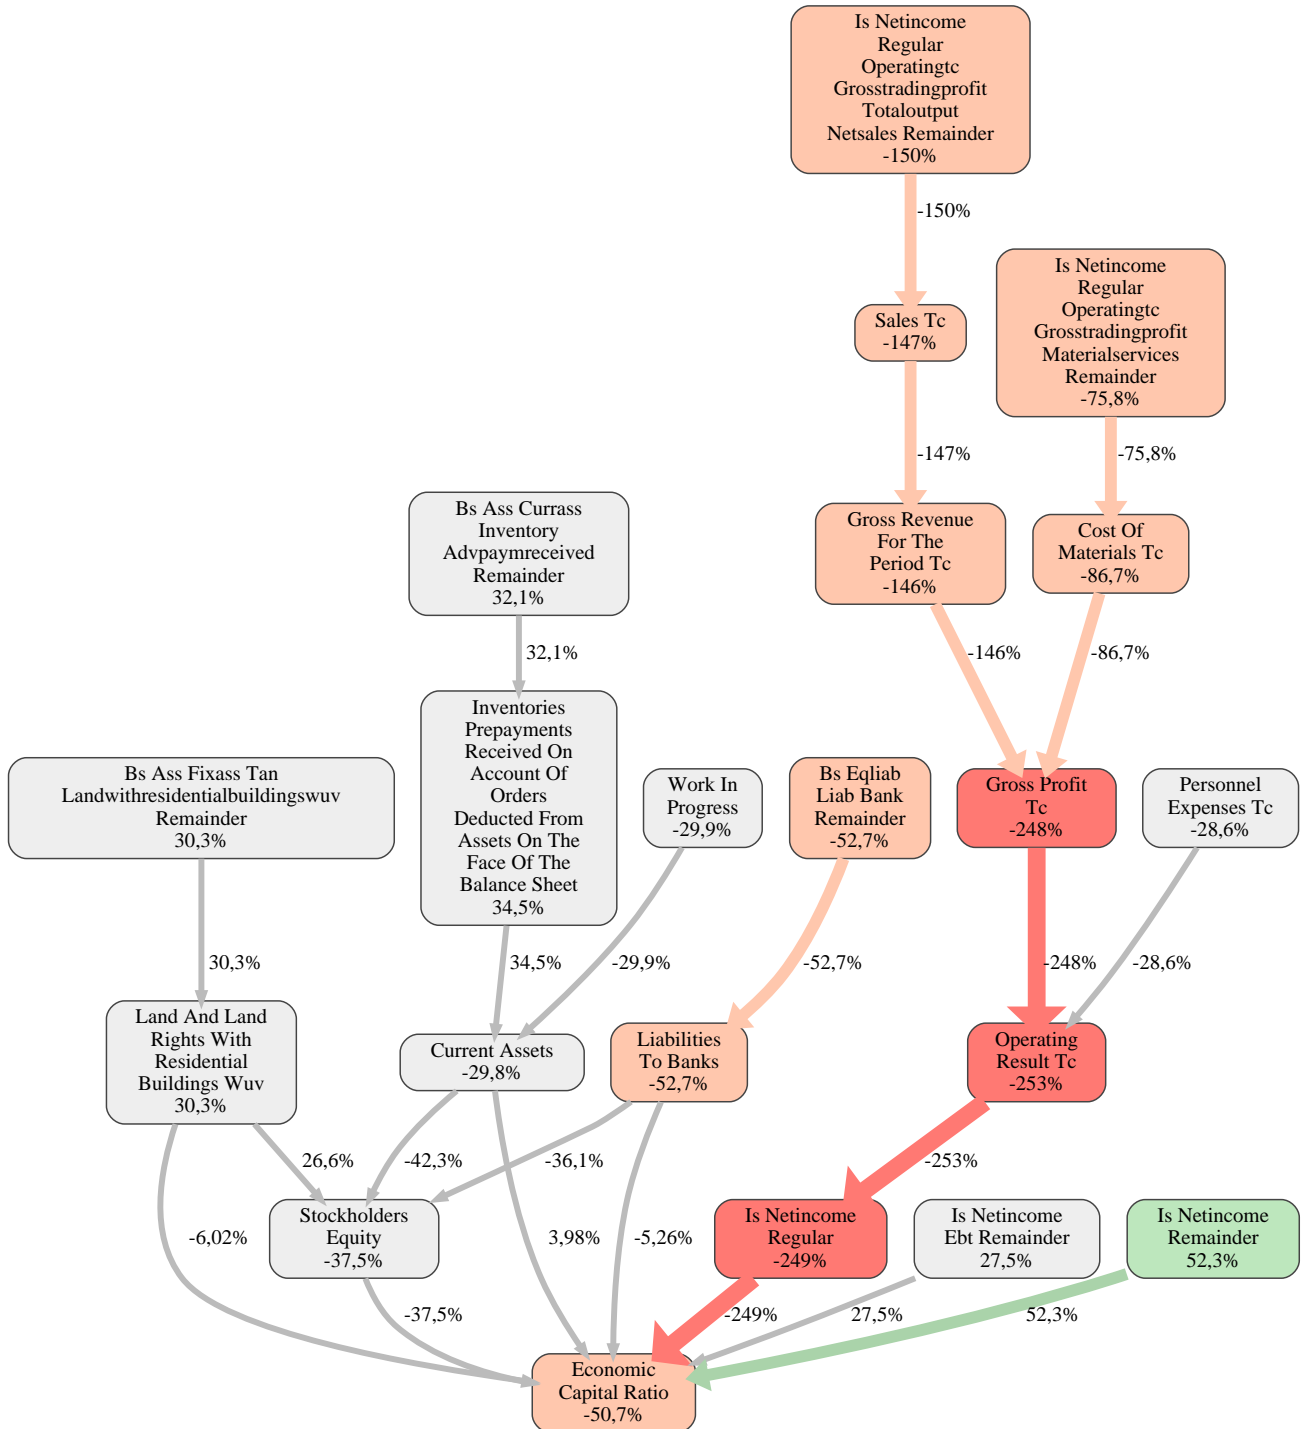 Is Netincome
Regular
Operatingtc
Grosstradingprofit
Totaloutput
Netsales Remainder
-150%
-150%
Is Netincome
Regular
Operatingtc
Grosstradingprofit
Materialservices
Remainder
-75,8%
Sales Tc
-147%
-147%
-75,8%
Bs Ass Currass
Inventory
Advpaymreceived
Remainder
32,1%
Gross Revenue
For The
Period Tc
-146%
Cost Of
Materials Tc
-86,7%
32,1%
-146%
-86,7%
Inventories
Prepayments
Received On
Account Of
Orders
Deducted From
Assets On The
Face Of The
Balance Sheet
34,5%
Bs Ass Fixass Tan
Landwithresidentialbuildingswuv
Remainder
30,3%
Work In
Progress
-29,9%
Bs Eqliab
Liab Bank
Remainder
-52,7%
Gross Profit
Tc
-248%
Personnel
Expenses Tc
-28,6%
30,3%
34,5%
-29,9%
-52,7%
-248%
-28,6%
Land And Land
Rights With
Residential
Buildings Wuv
30,3%
Current Assets
-29,8%
Liabilities
To Banks
-52,7%
Operating
Result Tc
-253%
26,6%
-42,3%
-36,1%
-253%
Stockholders
Equity
-37,5%
Is Netincome
Regular
-249%
Is Netincome
Ebt Remainder
27,5%
Is Netincome
Remainder
52,3%
-6,02%
3,98%
-5,26%
-37,5%
-249%
27,5%
52,3%
Economic
Capital Ratio
-50,7%